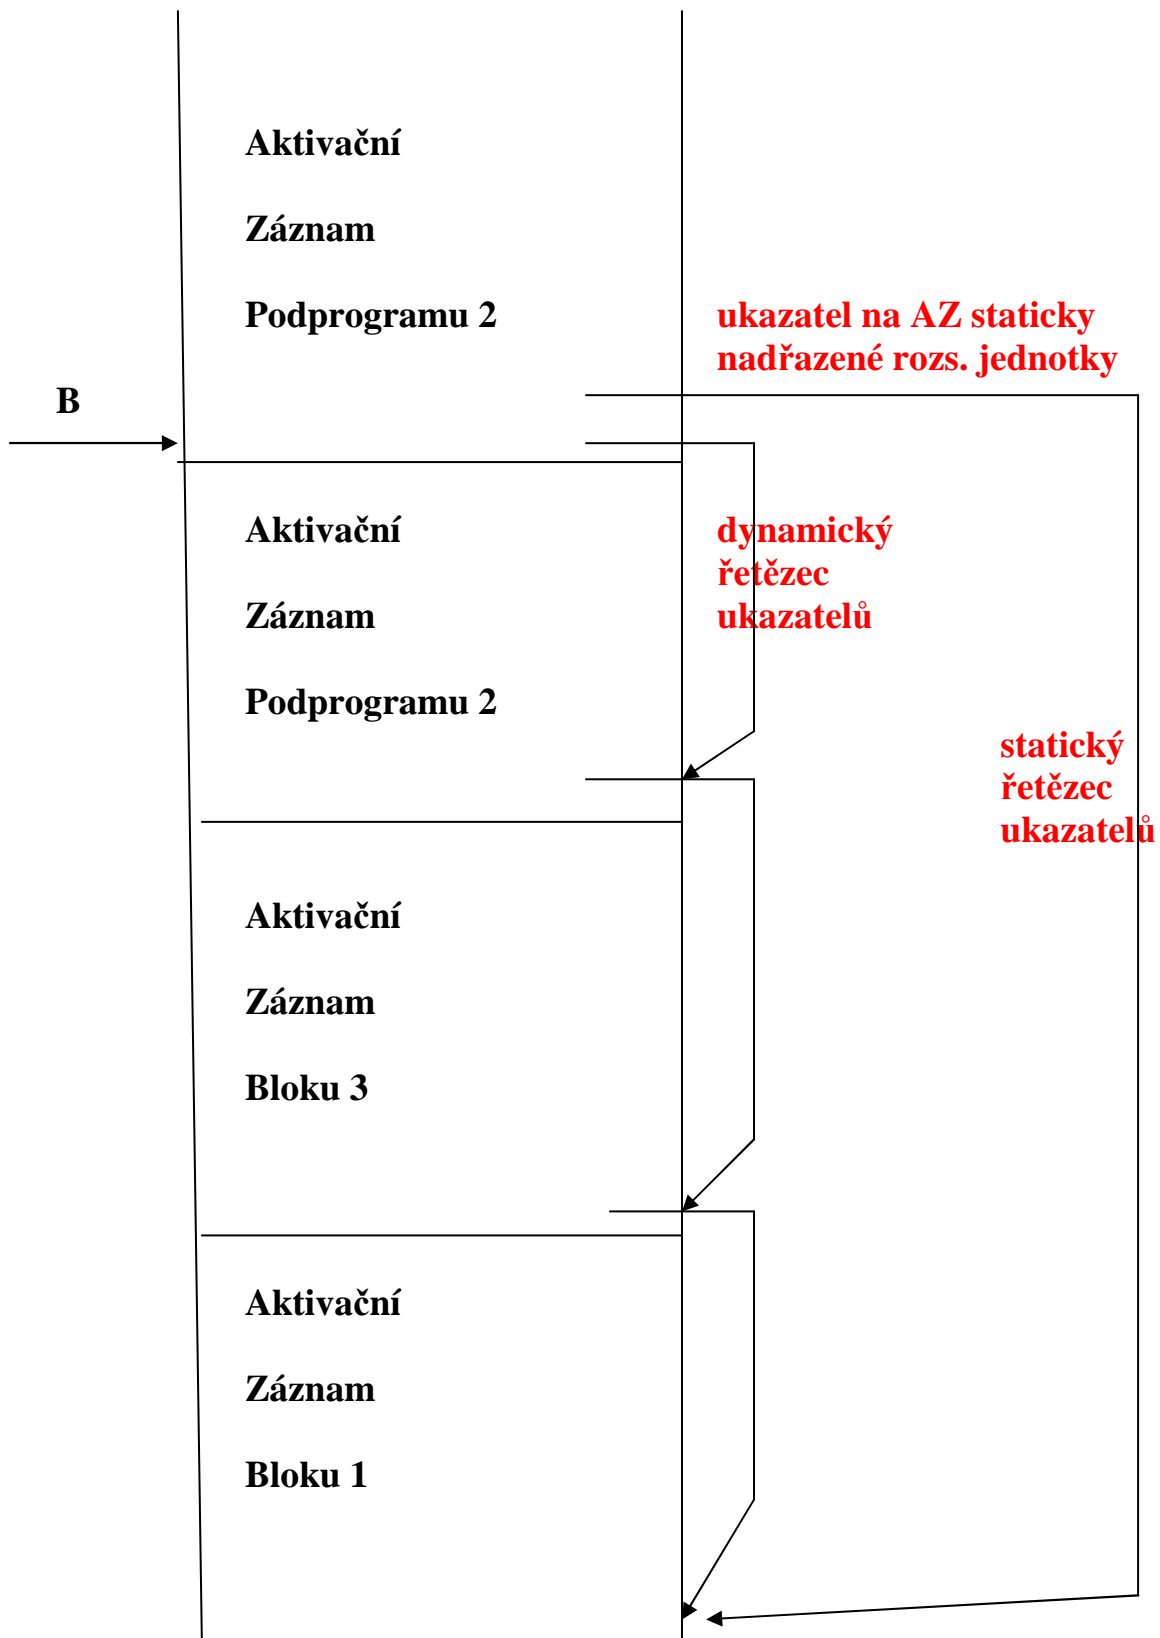 Aktivační
Záznam
Podprogramu 2
ukazatel na AZ staticky
nadřazené rozs. jednotky
B
Aktivační
Záznam
Podprogramu 2
dynamický
řetězec
ukazatelů
statický
řetězec
ukazatelů
Aktivační
Záznam
Bloku 3
Aktivační
Záznam
Bloku 1